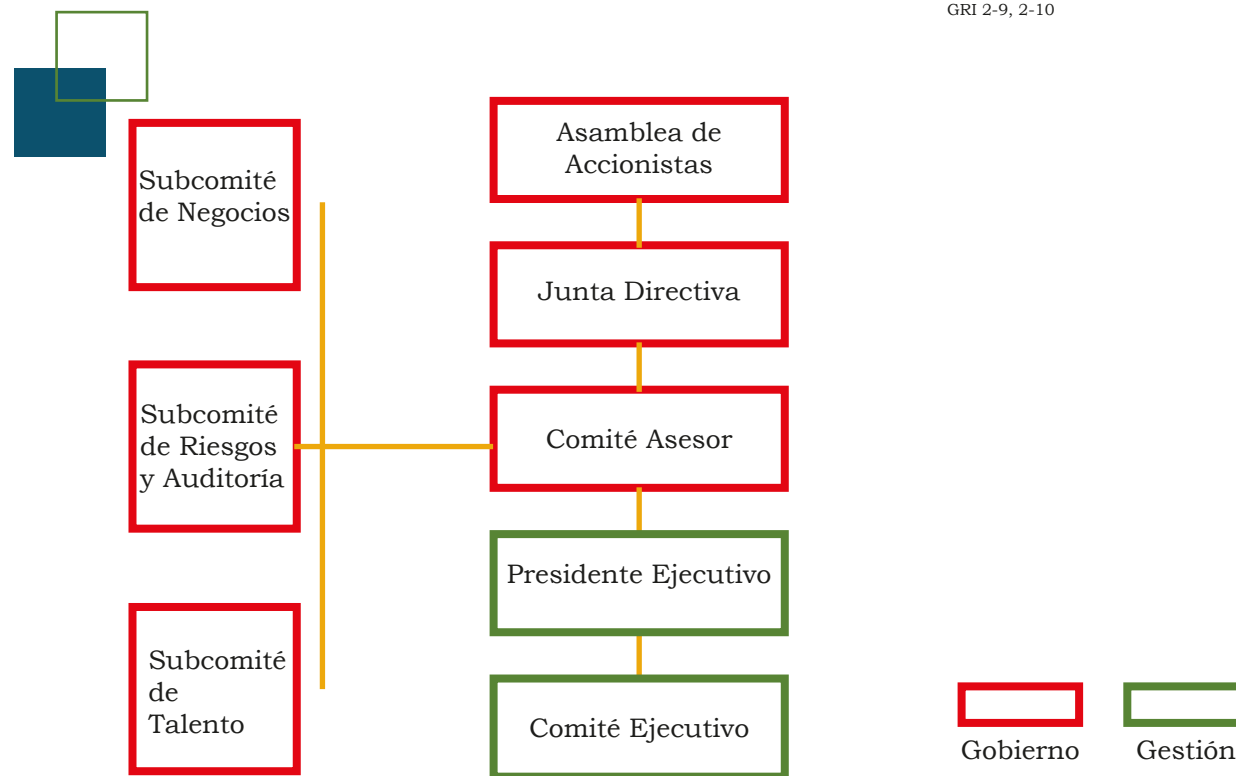 GRI 2-9, 2-10
Asamblea de
Accionistas
Subcomité
de Negocios
Junta Directiva
Subcomité
de Riesgos
y Auditoría
Comité Asesor
Presidente Ejecutivo
Subcomité
de
Talento
Comité Ejecutivo
Gobierno
Gestión